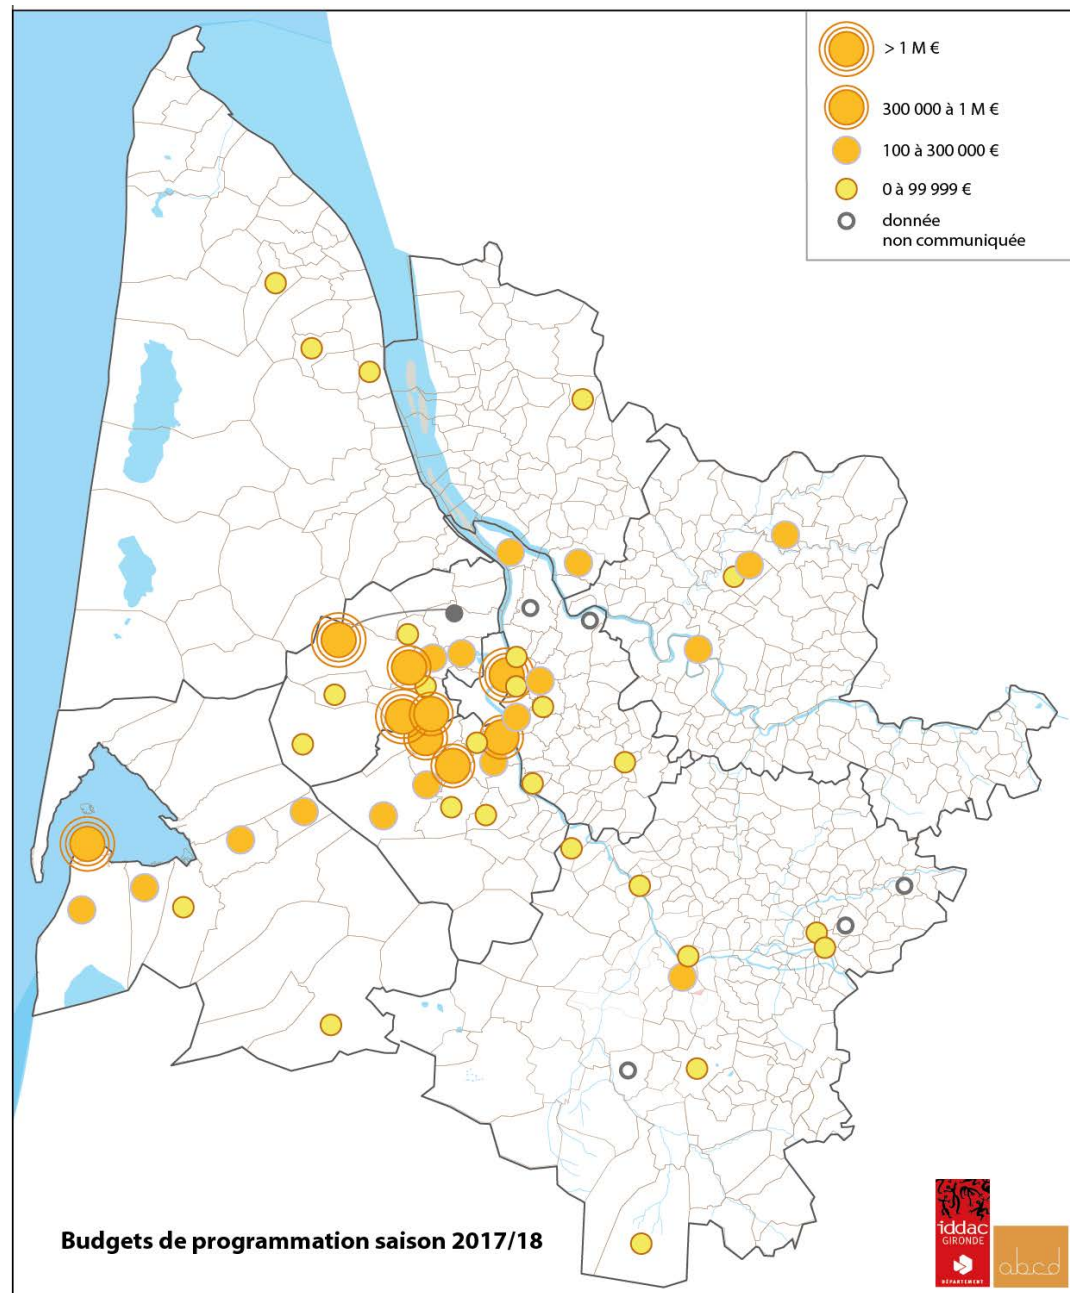 > 1 M €
300 000 à 1 M €
100 à 300 000 €
0 à 99 999 €
donnée
non communiquée
Budgets de programmation saison 2017/18
iddac
GIRONDE
DÉPARTEMENT
abcd